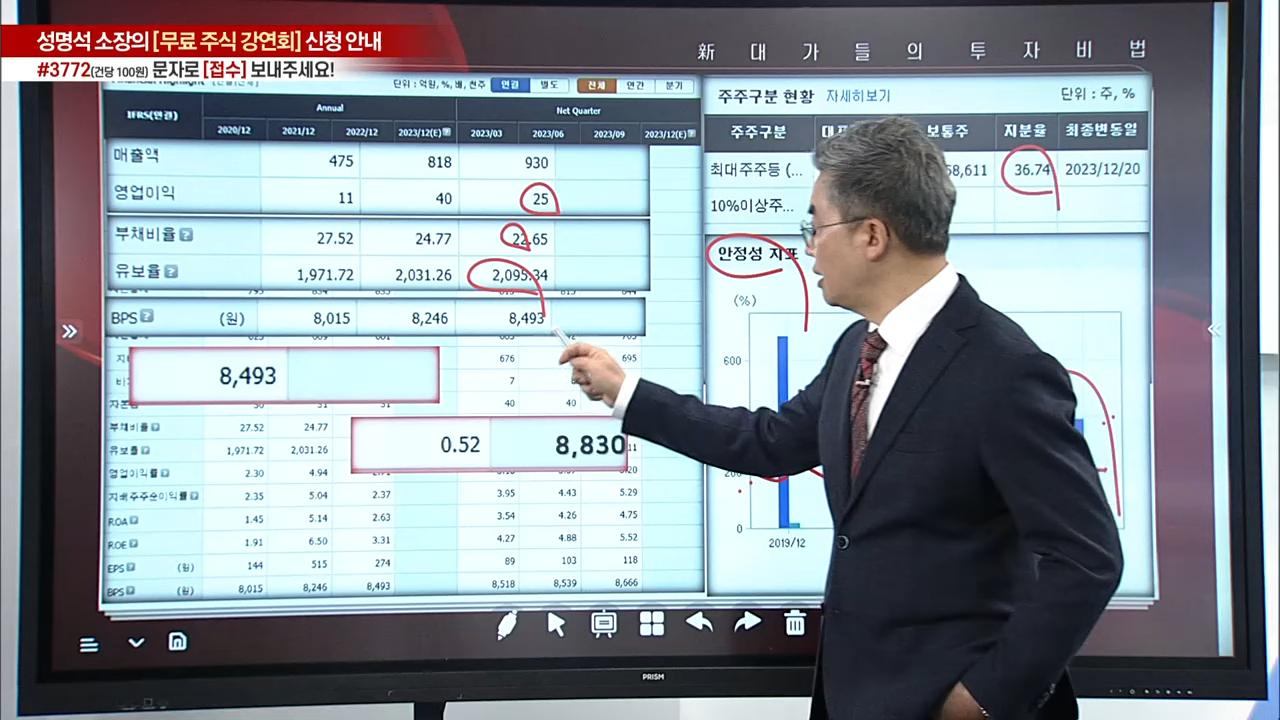 성명석 소장의 [무료 주식 강연회] 신청 안내
#3772(건당 100원) 문자로 [접수] 보내주세요!
新 대 가 들 의 투 자 비 법
단위 : 억원, %, 배, 천주 연결 별도 전체 연간 분기
IFRS(연결) Annual Net Quarter
2020/12 2021/12 2022/12 2023/12(E) 2023/03 2023/06 2023/09 2023/12(E)
매출액 475 818 930
영업이익 11 40 25
부채비율 27.52 24.77 22.65
유보율 1,971.72 2,031.26 2,095.34
BPS (원) 8,015 8,246 8,493
676 695
8,493
7
40 40
0.52 8,830
부채비율 27.52 24.77
유보율 1,971.72 2,031.26
영업이익률 2.30 4.94
지배주주순이익률 2.35 5.04 2.37 3.95 4.43 5.29
ROA 1.45 5.14 2.63 3.54 4.26 4.75
ROE 1.91 6.50 3.31 4.27 4.88 5.52
EPS (원) 144 515 274 89 103 118
BPS (원) 8,015 8,246 8,493 8,518 8,539 8,666
주주구분 현황 자세히보기 단위 : 주, %
주주구분 보통주 지분율 최종변동일
최대주주등 (... 58,611 36.74 2023/12/20
10%이상주...
안정성 지표
(%)
600
200
0
2019/12
PRISM